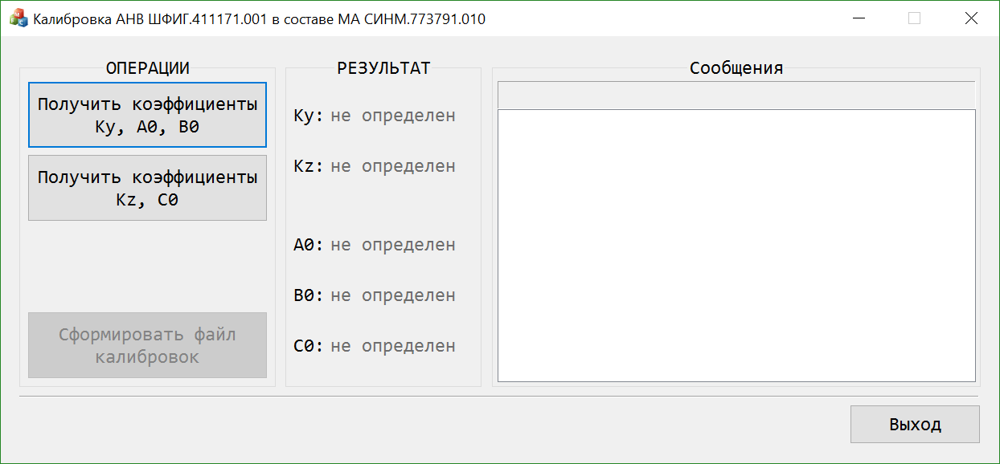 Калибровка АНВ ШФИГ.411171.001 в составе МА СИНМ.773791.010
ОПЕРАЦИИ
Получить коэффициенты
Ky, A0, B0
Получить коэффициенты
Kz, C0
Сформировать файл
калибровок
РЕЗУЛЬТАТ
Ky: не определен
Kz: не определен
A0: не определен
B0: не определен
C0: не определен
Сообщения
Выход